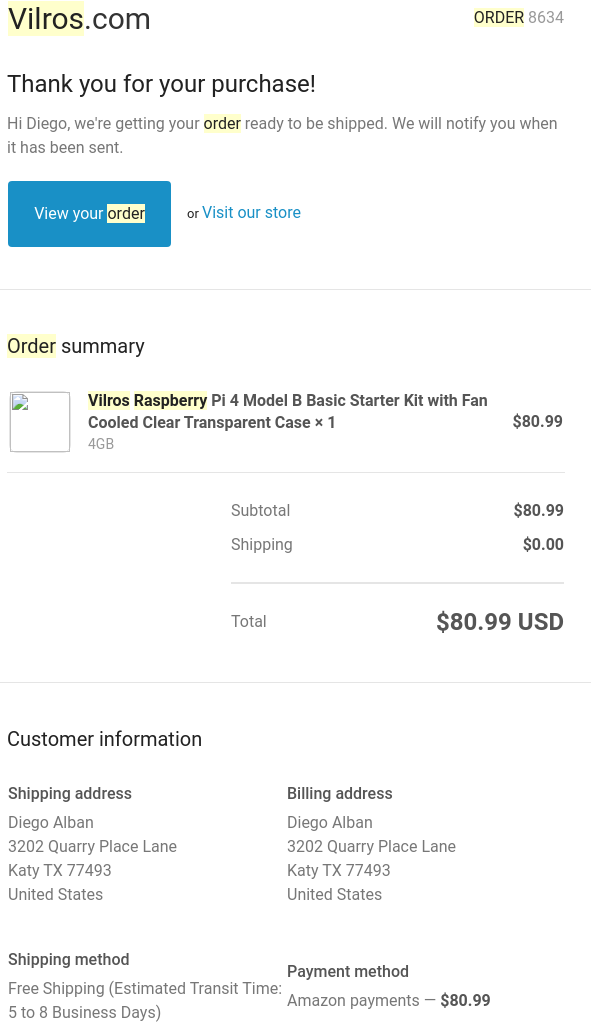 Vilros.com
ORDER 8634
Thank you for your purchase!
Hi Diego, we're getting your order ready to be shipped. We will notify you when
it has been sent.
View your order
or Visit our store
Order summary
Vilros Raspberry Pi 4 Model B Basic Starter Kit with Fan
Cooled Clear Transparent Case × 1
$80.99
4GB
Subtotal $80.99
Shipping $0.00
Total $80.99 USD
Customer information
Shipping address
Diego Alban
3202 Quarry Place Lane
Katy TX 77493
United States
Billing address
Diego Alban
3202 Quarry Place Lane
Katy TX 77493
United States
Shipping method
Free Shipping (Estimated Transit Time:
5 to 8 Business Days)
Payment method
Amazon payments — $80.99